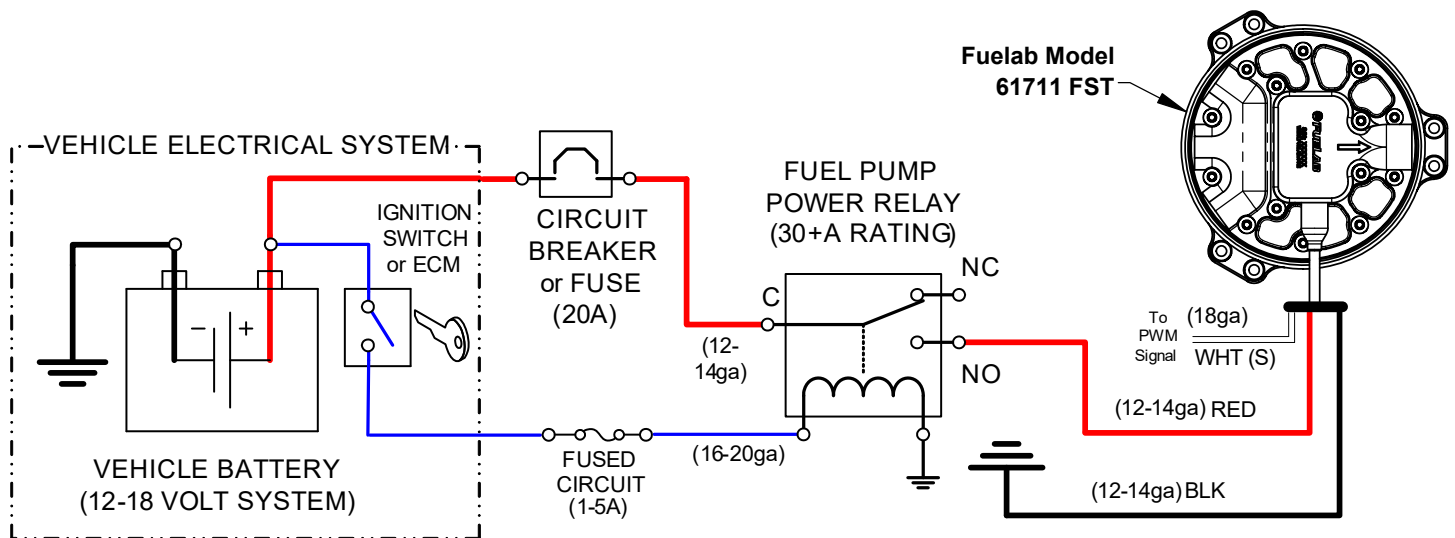 Fuelab Model
61711 FST
VEHICLE ELECTRICAL SYSTEM
IGNITION
SWITCH
or ECM
CIRCUIT
BREAKER
or FUSE
(20A)
FUEL PUMP
POWER RELAY
(30+A RATING)
NC
C
NO
(12-
14ga)
To
PWM
Signal
(18ga)
WHT (S)
(12-14ga) RED
(12-14ga) BLK
- +
VEHICLE BATTERY
(12-18 VOLT SYSTEM)
FUSED
CIRCUIT
(1-5A)
(16-20ga)
FUELAB